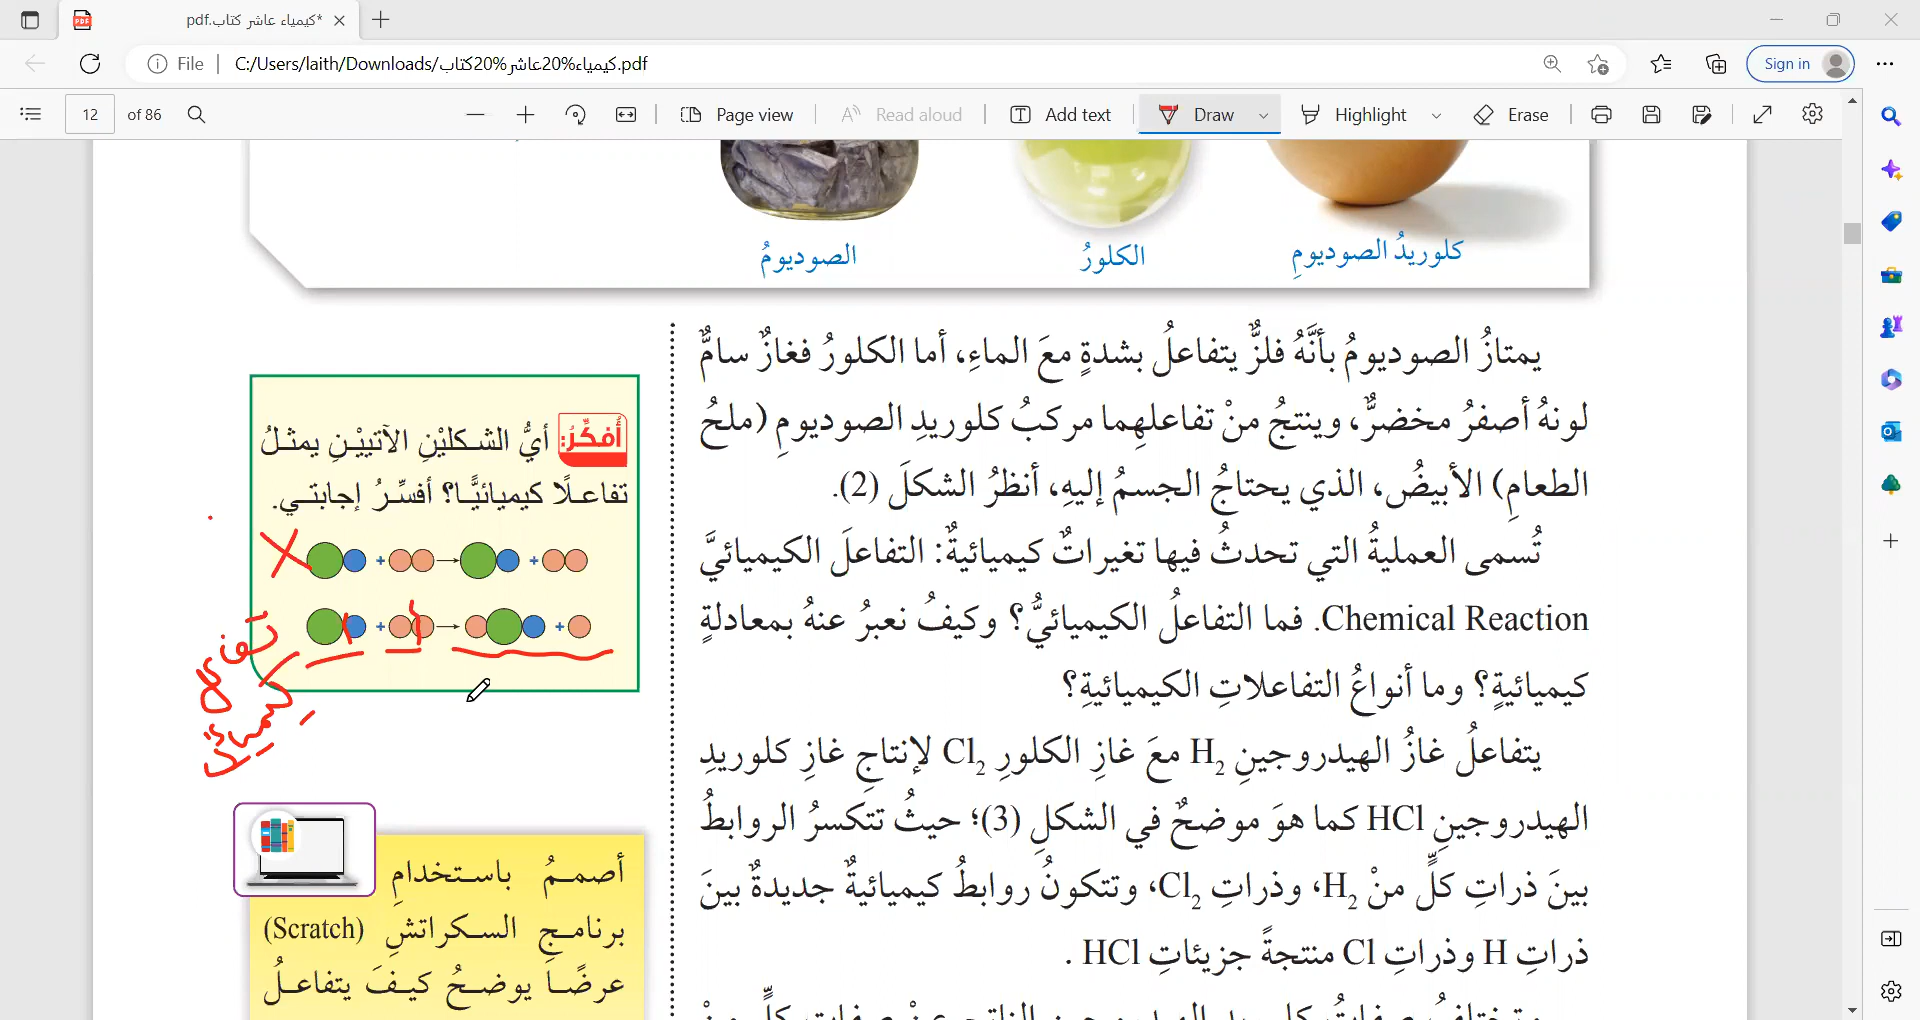 كيمياء عاشر كتاب.pdf*
File
C:/Users/laith/Downloads/كيمياء%20عاشر%20كتاب.pdf
Sign in
12 of 86
Page view
Read aloud
Add text
Draw
Highlight
Erase
كلوريدُ الصوديومِ
الكلورُ
الصوديومُ
يمتازُ الصوديومُ بأنَّهُ فلزٌّ يتفاعلُ بشدةٍ معَ الماءِ، أما الكلورُ فغازٌ سامٌّ
لونهُ أصفرُ مخضرٌّ، وينتجُ منْ تفاعلهِما مركبُ كلوريدِ الصوديومِ (ملحُ
الطعامِ) الأبيضُ، الذي يحتاجُ الجسمُ إليهِ، أنظرُ الشكلَ (2).
تُسمى العمليةُ التي تحدثُ فيها تغيراتٌ كيميائيةٌ: التفاعلَ الكيميائيَّ
Chemical Reaction. فما التفاعلُ الكيميائيُّ؟ وكيفُ نعبرُ عنهُ بمعادلةٍ
كيميائيةٍ؟ وما أنواعُ التفاعلاتِ الكيميائيةِ؟
يتفاعلُ غازُ الهيدروجينِ H₂ معَ غازِ الكلورِ Cl₂ لإنتاجِ غازِ كلوريدِ
الهيدروجينِ HCl كما هوَ موضحٌ في الشكلِ (3)؛ حيثُ تتكسرُ الروابطُ
بينَ ذراتِ كلٍّ منْ H₂، وذراتِ Cl₂، وتتكونُ روابطُ كيميائيةٌ جديدةٌ بينَ
ذراتِ H وذراتِ Cl منتجةً جزيئاتِ HCl .
أُفكِّرُ: أيُّ الشكليْنِ الآتييْنِ يمثلُ
تفاعلًا كيميائيًّا؟ أفسِّرُ إجابتي.
+ → +
+ → +
تفاعل
كيميائي
أصممُ باستخدامِ
برنامجِ السكراتشِ (Scratch)
عرضًا يوضحُ كيفَ يتفاعلُ